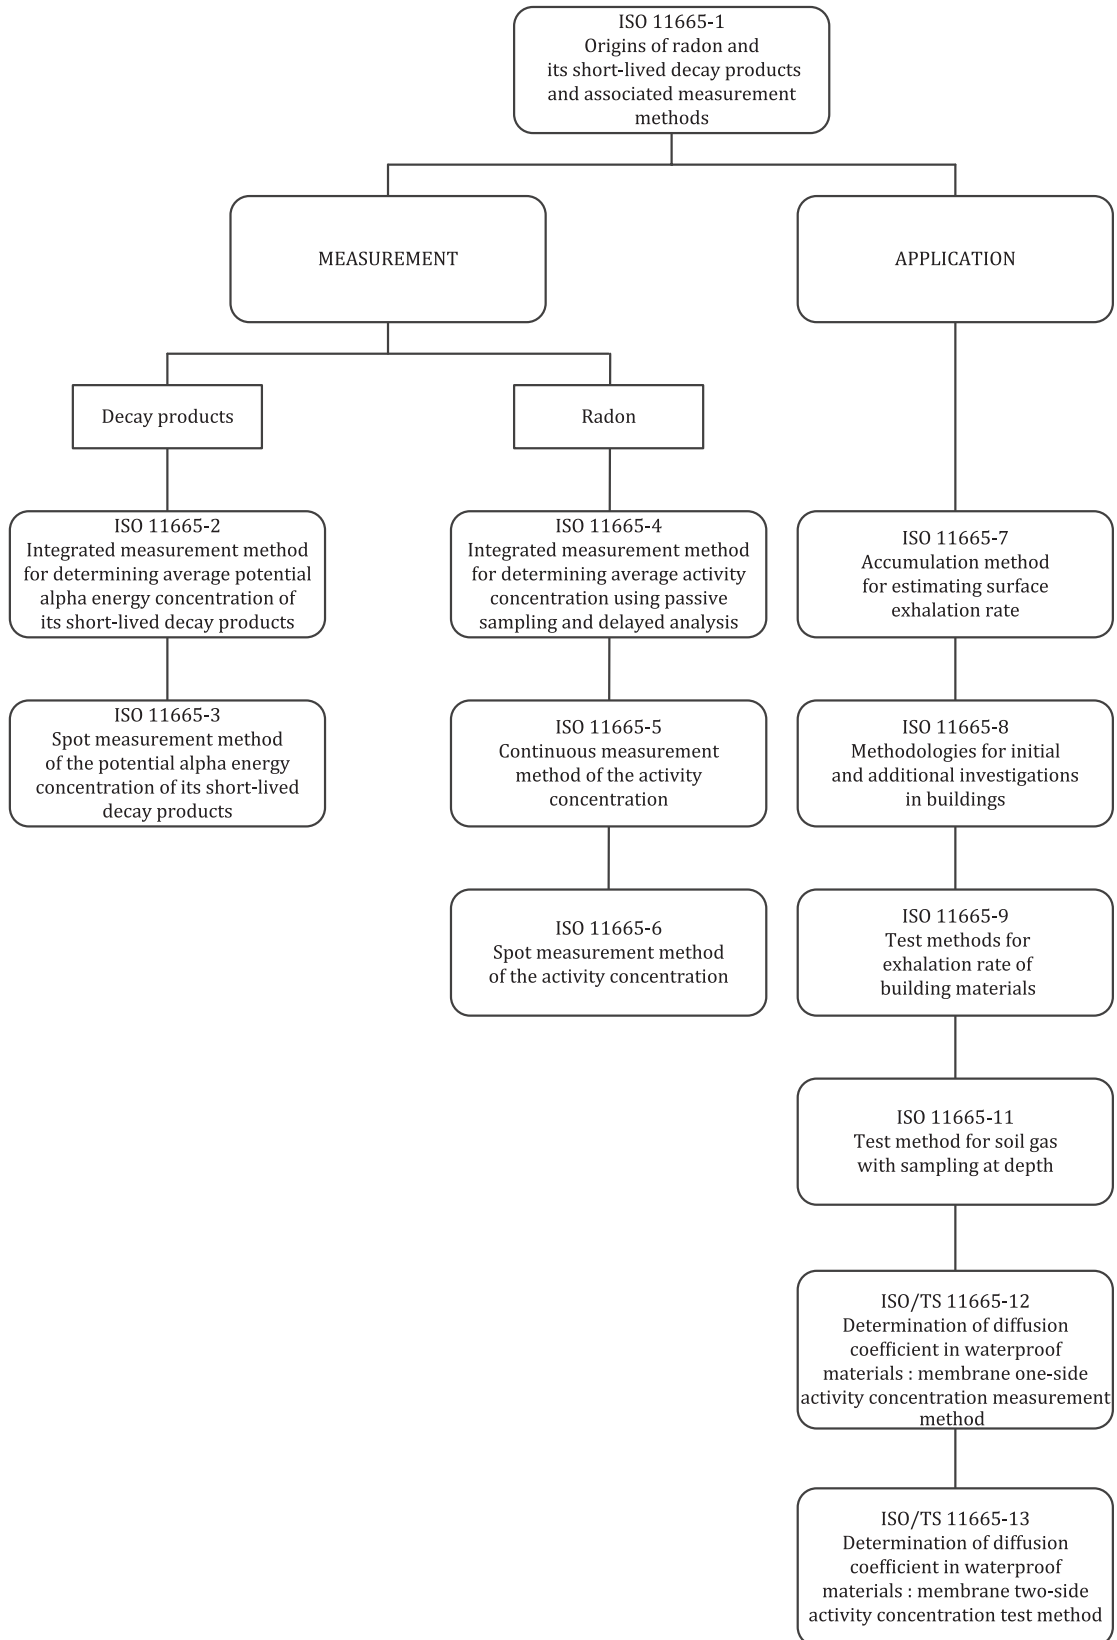 ISO 11665-1
Origins of radon and
its short-lived decay products
and associated measurement
methods
MEASUREMENT
APPLICATION
Decay products
Radon
ISO 11665-2
Integrated measurement method
for determining average potential
alpha energy concentration of
its short-lived decay products
ISO 11665-4
Integrated measurement method
for determining average activity
concentration using passive
sampling and delayed analysis
ISO 11665-7
Accumulation method
for estimating surface
exhalation rate
ISO 11665-3
Spot measurement method
of the potential alpha energy
concentration of its short-lived
decay products
ISO 11665-5
Continuous measurement
method of the activity
concentration
ISO 11665-8
Methodologies for initial
and additional investigations
in buildings
ISO 11665-6
Spot measurement method
of the activity concentration
ISO 11665-9
Test methods for
exhalation rate of
building materials
ISO 11665-11
Test method for soil gas
with sampling at depth
ISO/TS 11665-12
Determination of diffusion
coefficient in waterproof
materials : membrane one-side
activity concentration measurement
method
ISO/TS 11665-13
Determination of diffusion
coefficient in waterproof
materials : membrane two-side
activity concentration test method